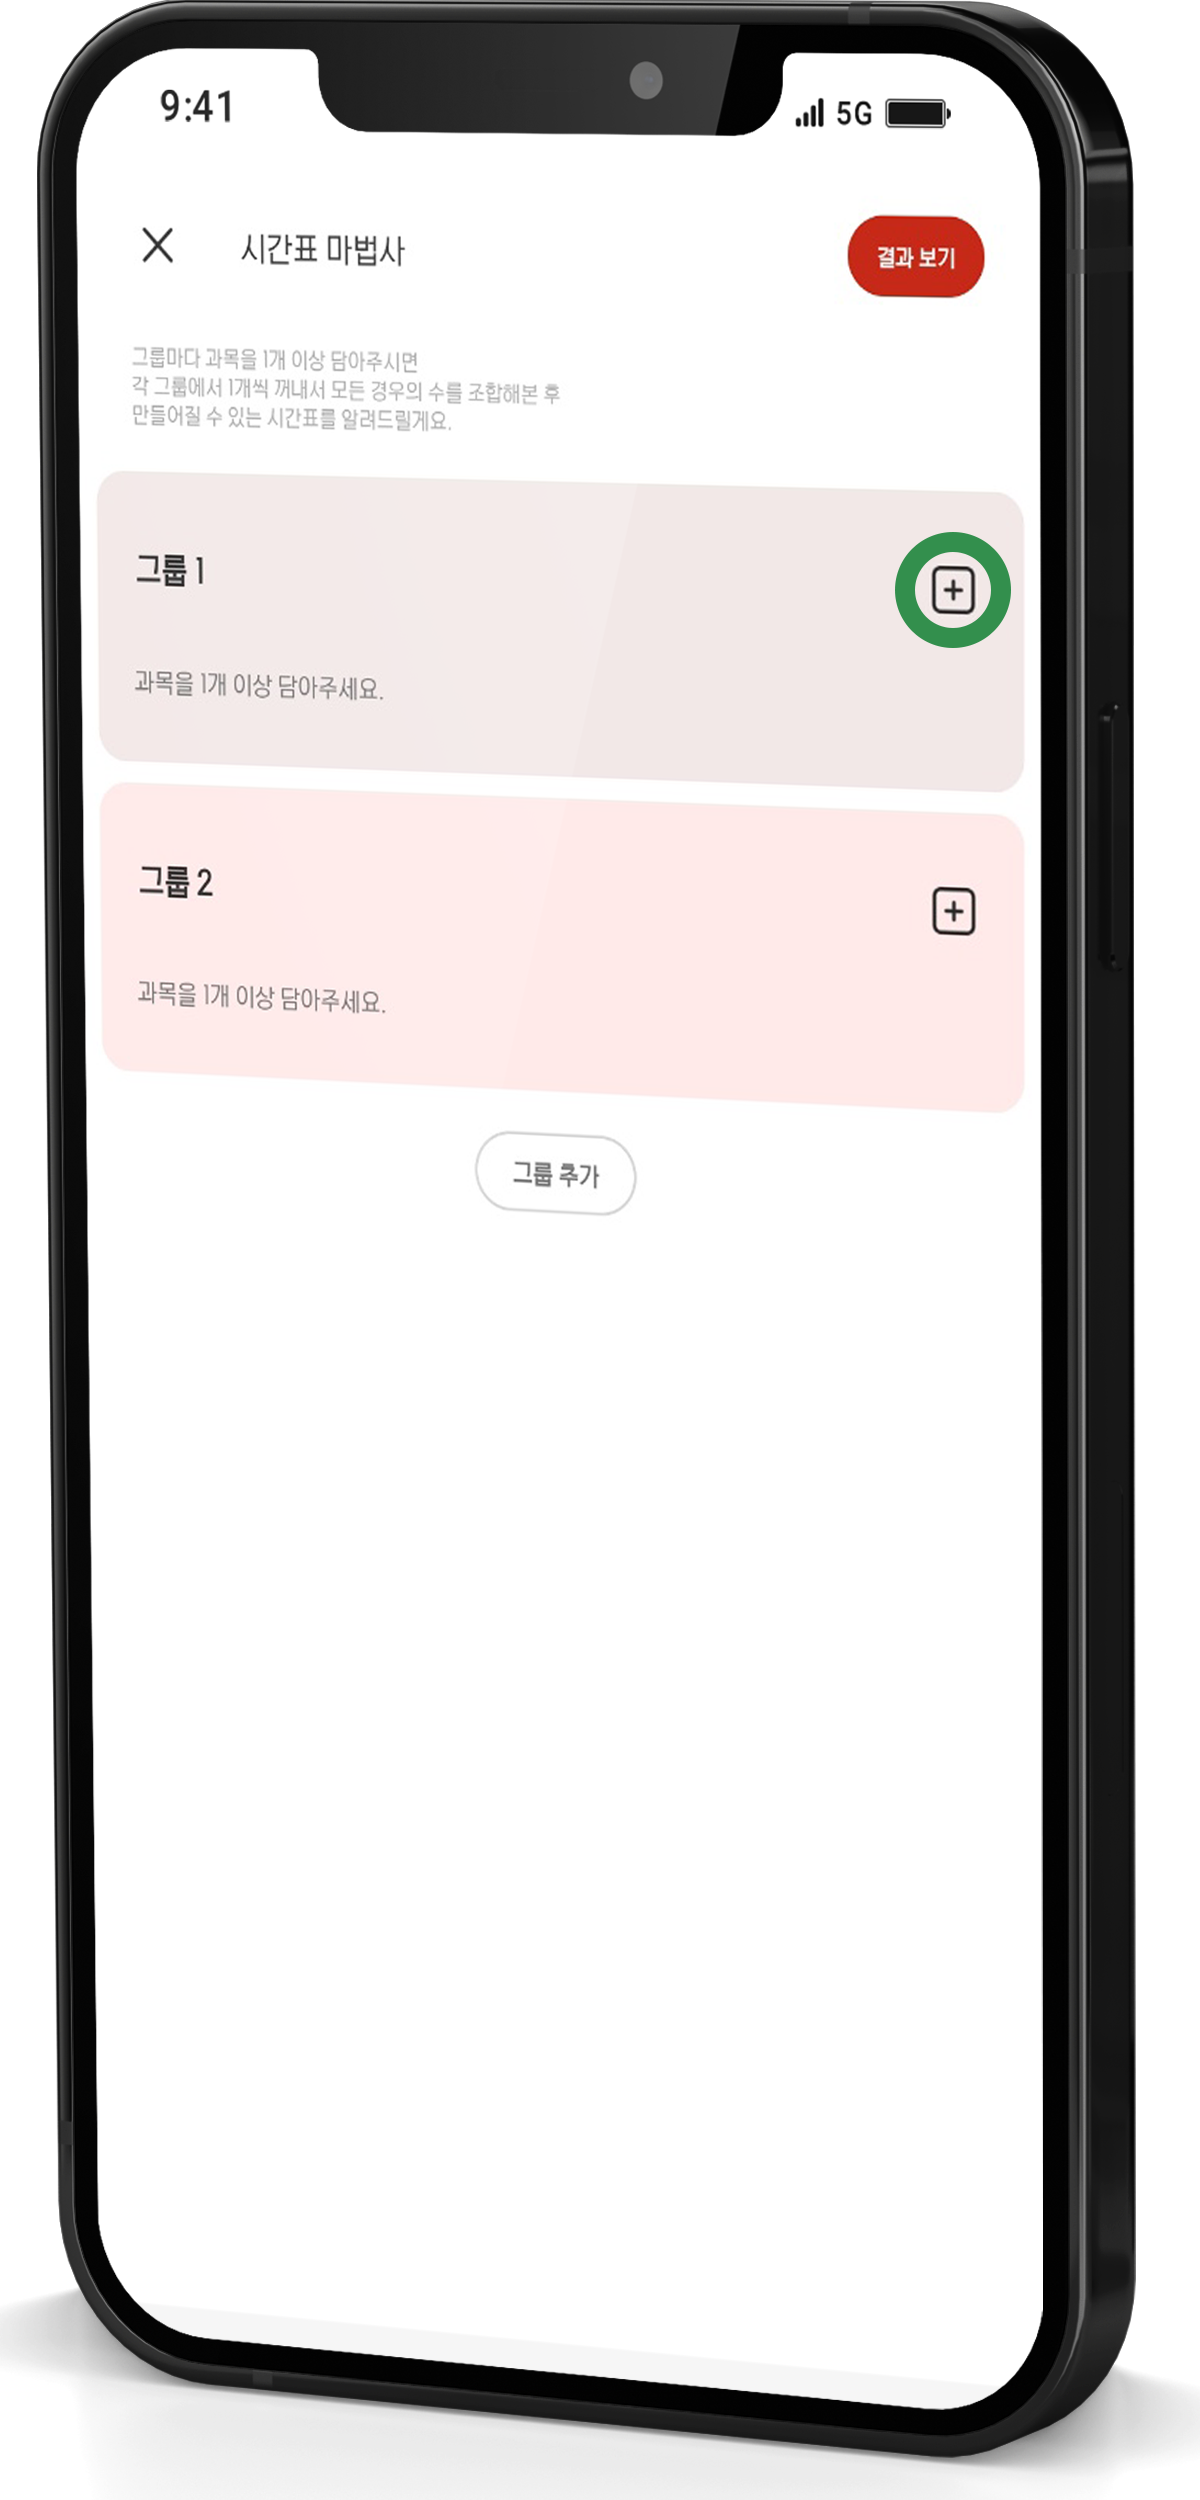 9:41
5G
시간표 마법사
결과 보기
그룹마다 과목을 1개 이상 담아주시면
각 그룹에서 1개씩 꺼내서 모든 경우의 수를 조합해본 후
만들어질 수 있는 시간표를 알려드릴게요.
그룹 1
과목을 1개 이상 담아주세요.
그룹 2
과목을 1개 이상 담아주세요.
그룹 추가